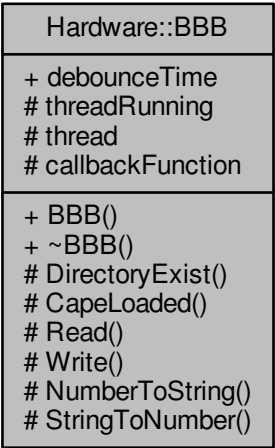 Hardware::BBB
+ debounceTime
# threadRunning
# thread
# callbackFunction
+ BBB()
+ ~BBB()
# DirectoryExist()
# CapeLoaded()
# Read()
# Write()
# NumberToString()
# StringToNumber()